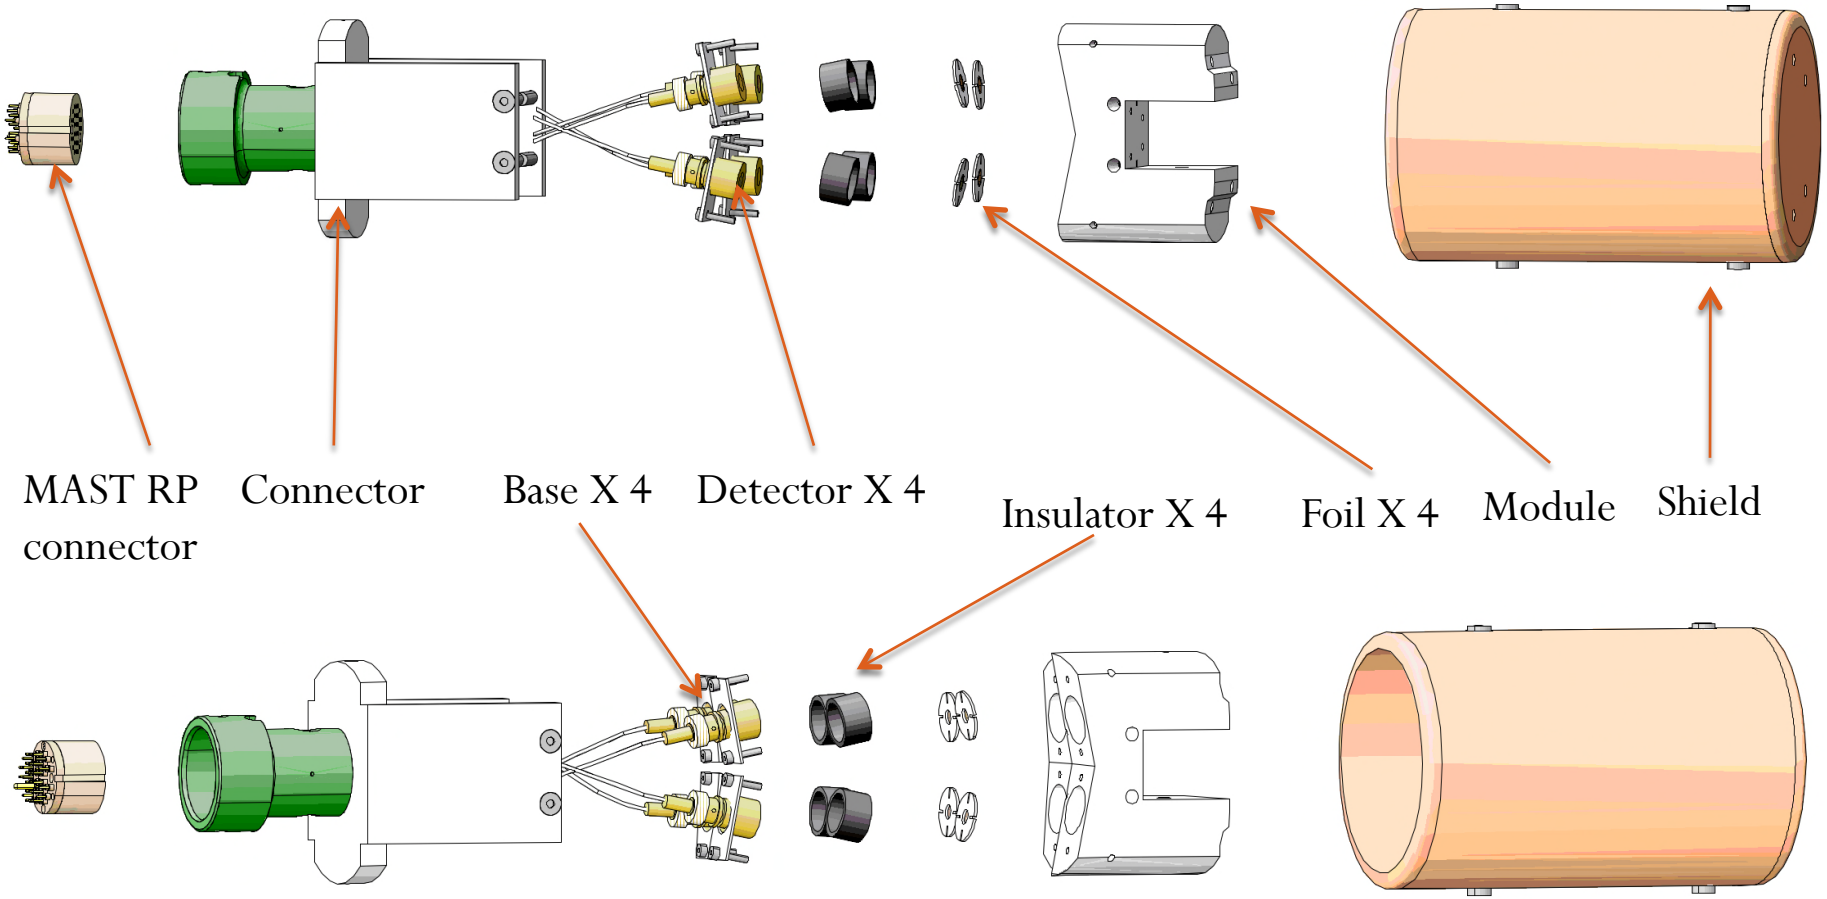 MAST RP
connector
Connector
Base X 4
Detector X 4
Insulator X 4
Foil X 4
Module
Shield